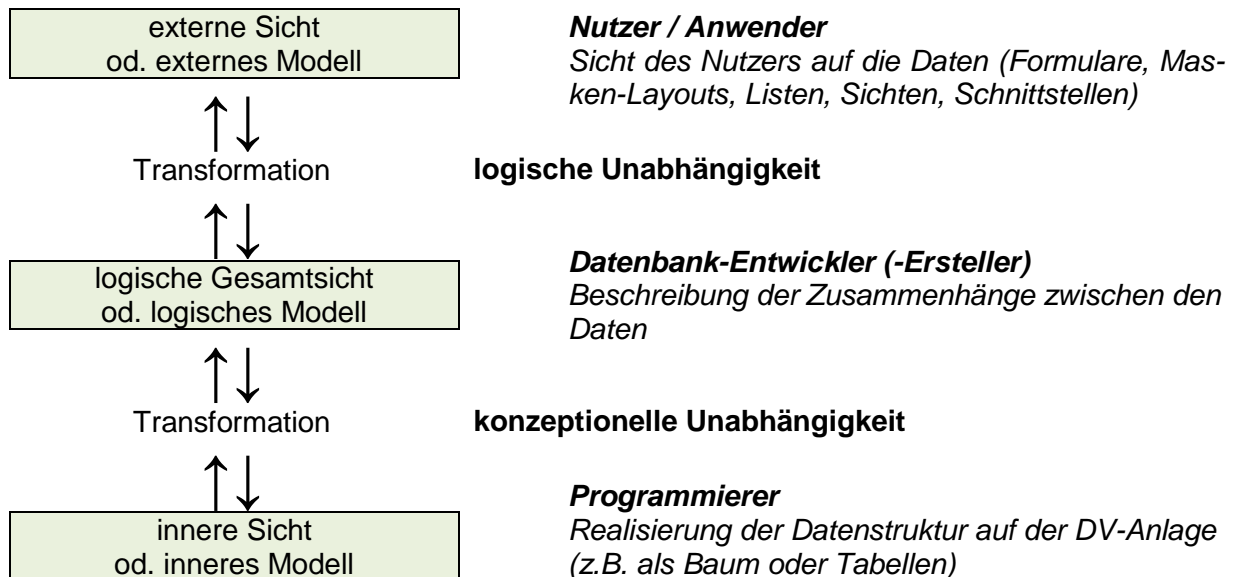 externe Sicht
od. externes Modell
Nutzer / Anwender
Sicht des Nutzers auf die Daten (Formulare, Mas-
ken-Layouts, Listen, Sichten, Schnittstellen)
Transformation
logische Unabhängigkeit
logische Gesamtsicht
od. logisches Modell
Datenbank-Entwickler (-Ersteller)
Beschreibung der Zusammenhänge zwischen den
Daten
Transformation
konzeptionelle Unabhängigkeit
innere Sicht
od. inneres Modell
Programmierer
Realisierung der Datenstruktur auf der DV-Anlage
(z.B. als Baum oder Tabellen)